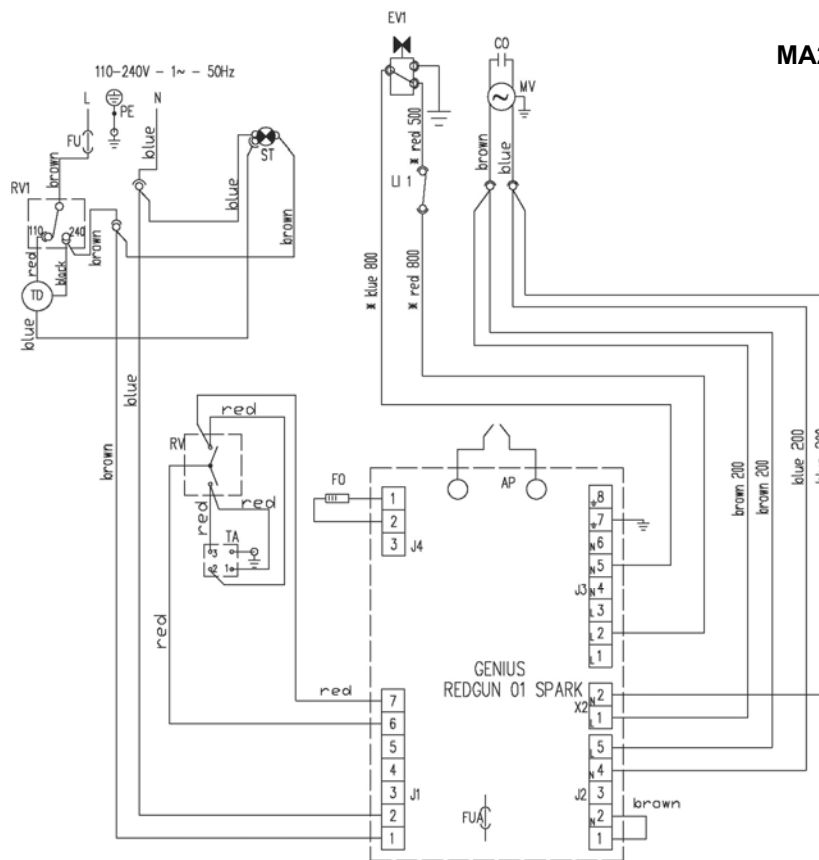 EV1
CO
MA2
110-240V - 1~ - 50Hz
L
N
PE
MV
FU
blue
ST
brown
RV1
brown
blue
* red 500
LI 1
blue
brown
110
240
brown
red
black
TD
blue
* blue 800
* red 800
blue
red
RV
red
brown
FO
AP
red
TA
3
2
1
1
2
3
J4
8
7
N 6
N 5
J3
N 4
L 3
L 2
L 1
brown 200
brown 200
blue 200
blue 200
red
red
GENIUS
REDGUN 01 SPARK
X2
N 2
L 1
7
6
5
4
3
2
1
J1
L 5
N 4
3
J2
N 2
1
brown
FUA